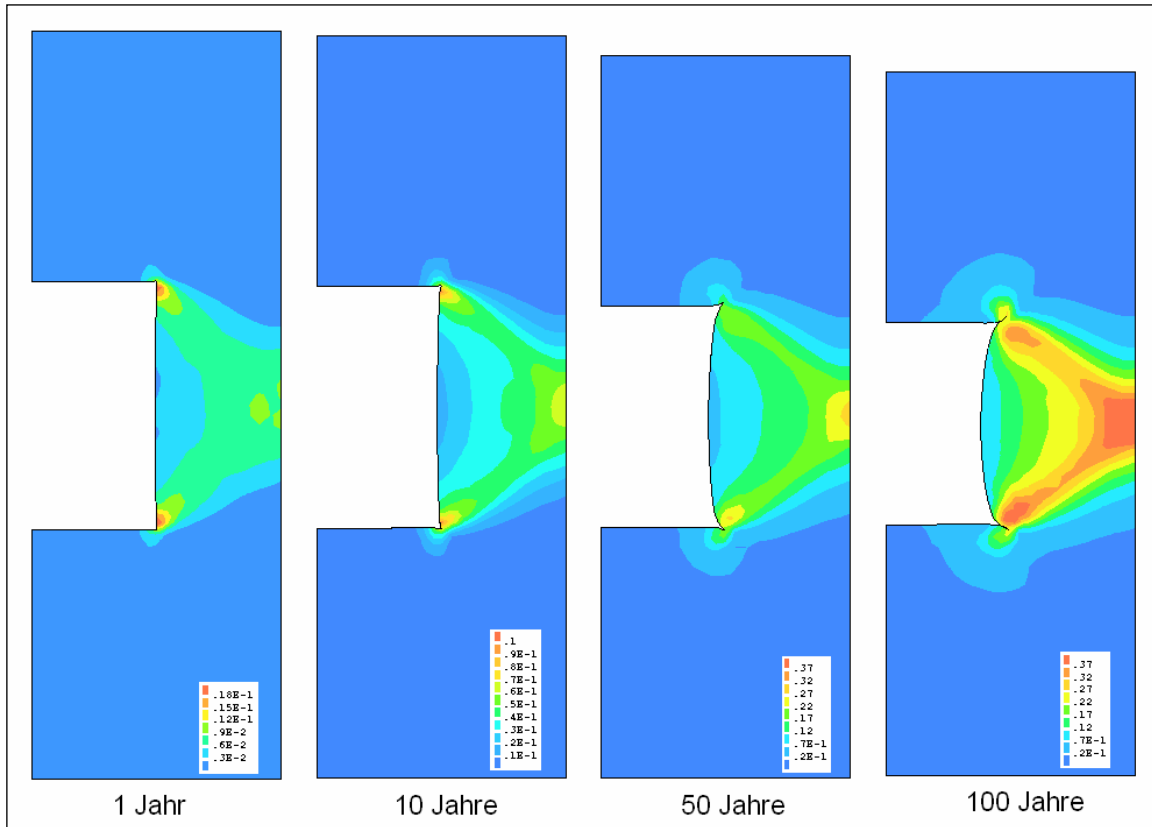 .18E-1
.15E-1
.12E-1
.9E-2
.6E-2
.3E-2
1 Jahr
.1
.9E-1
.8E-1
.7E-1
.6E-1
.5E-1
.4E-1
.3E-1
.2E-1
.1E-1
10 Jahre
.37
.32
.27
.22
.17
.12
.7E-1
.2E-1
50 Jahre
.37
.32
.27
.22
.17
.12
.7E-1
.2E-1
100 Jahre